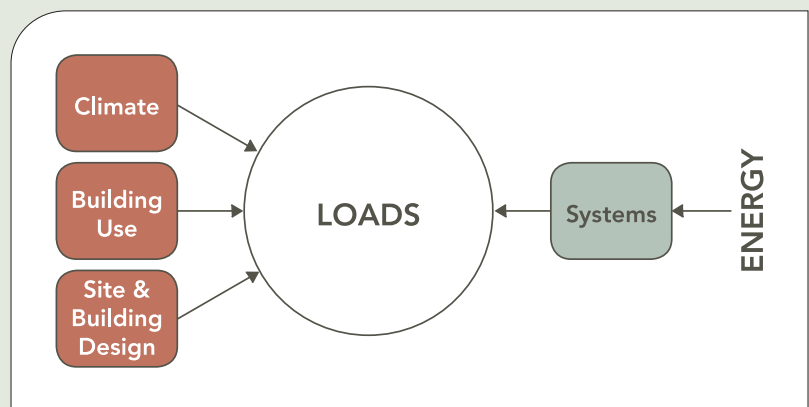 Climate
Building
Use
Site &
Building
Design
LOADS
Systems
ENERGY